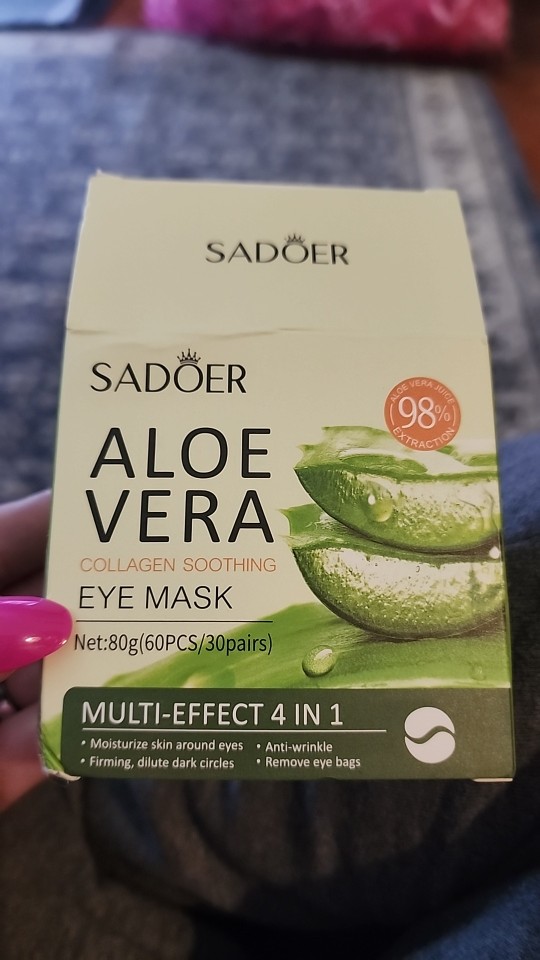 SADOER
SADOER
ALOE VERA JUICE
98%
EXTRACTION
ALOE
VERA
COLLAGEN SOOTHING
EYE MASK
Net:80g(60PCS/30pairs)
MULTI-EFFECT 4 IN 1
• Moisturize skin around eyes • Anti-wrinkle
• Firming, dilute dark circles • Remove eye bags